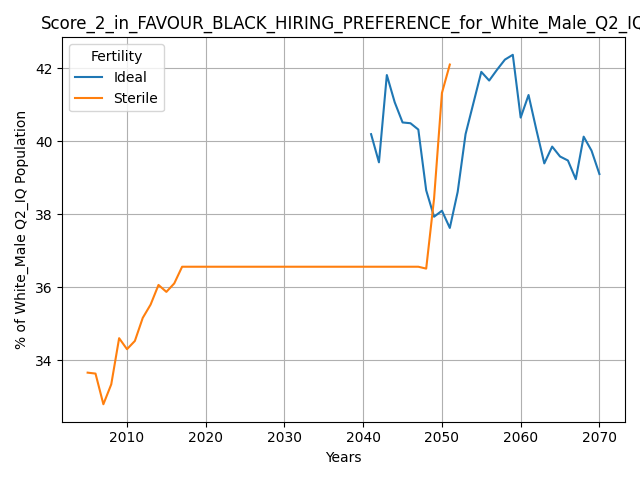 Score_2_in_FAVOUR_BLACK_HIRING_PREFERENCE_for_White_Male_Q2_IQ
Fertility
Ideal
Sterile
% of White_Male Q2_IQ Population
42
40
38
36
34
2010 2020 2030 2040 2050 2060 2070
Years